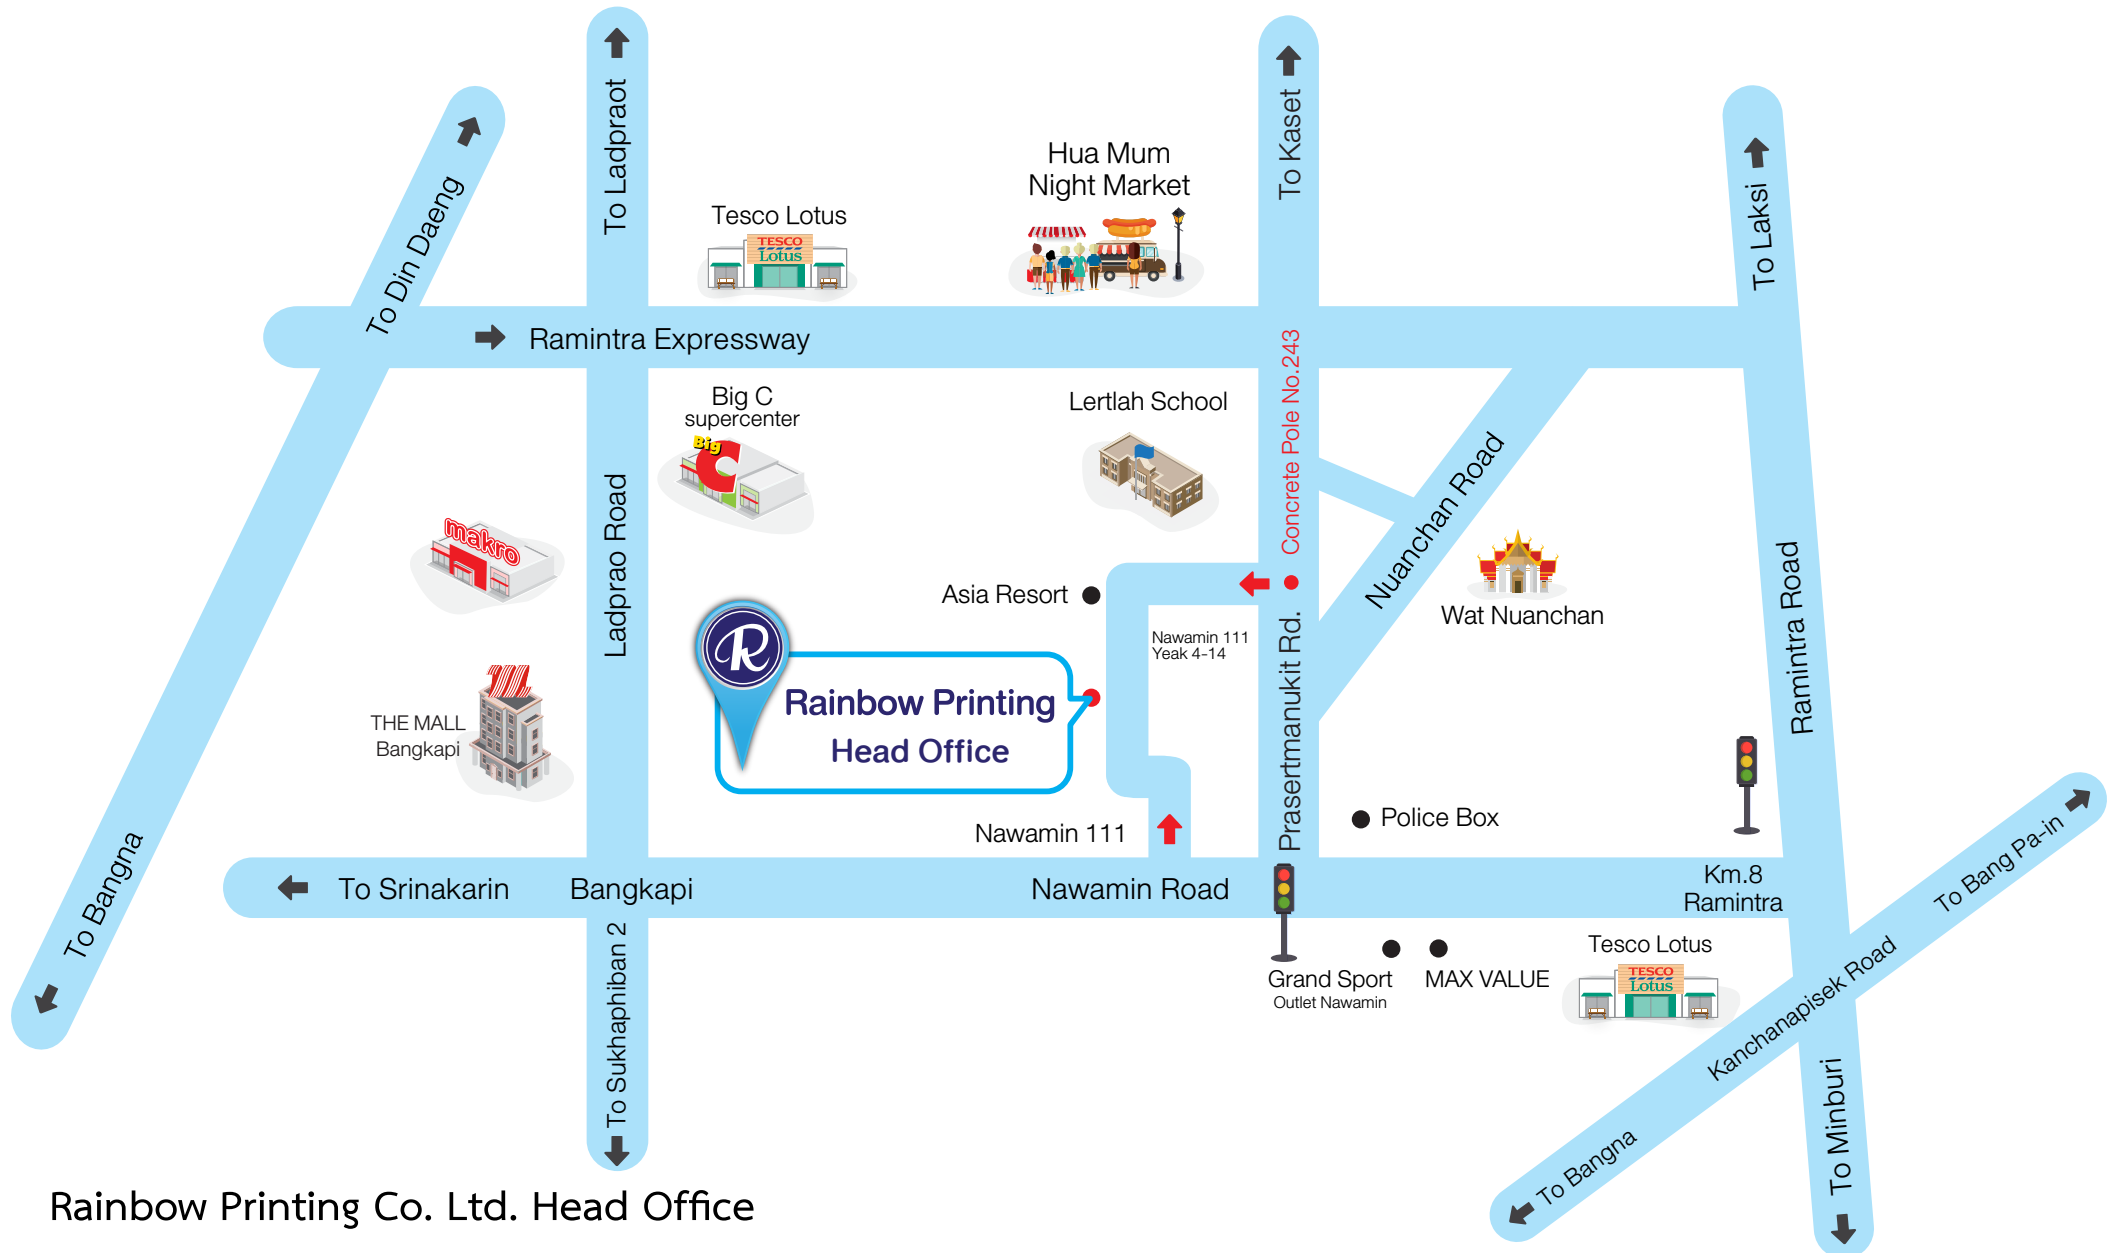 To Ladpraot
To Kaset
Hua Mum
Night Market
To Din Daeng
To Laksi
Tesco Lotus
TESCO
Lotus
Ramintra Expressway
Concrete Pole No.243
Big C
supercenter
Big
C
Lertlah School
Nuanchan Road
Ladprao Road
makro
Ramintra Road
Asia Resort
Wat Nuanchan
Nawamin 111
Yeak 4-14
Prasertmanukit Rd.
R
Rainbow Printing
Head Office
THE MALL
Bangkapi
Police Box
Nawamin 111
To Bangna
To Srinakarin
Bangkapi
Nawamin Road
Km.8
Ramintra
To Bang Pa-in
To Sukhaphiban 2
Grand Sport
Outlet Nawamin
MAX VALUE
Tesco Lotus
TESCO
Lotus
Kanchanapisek Road
To Bangna
To Minburi
Rainbow Printing Co. Ltd. Head Office